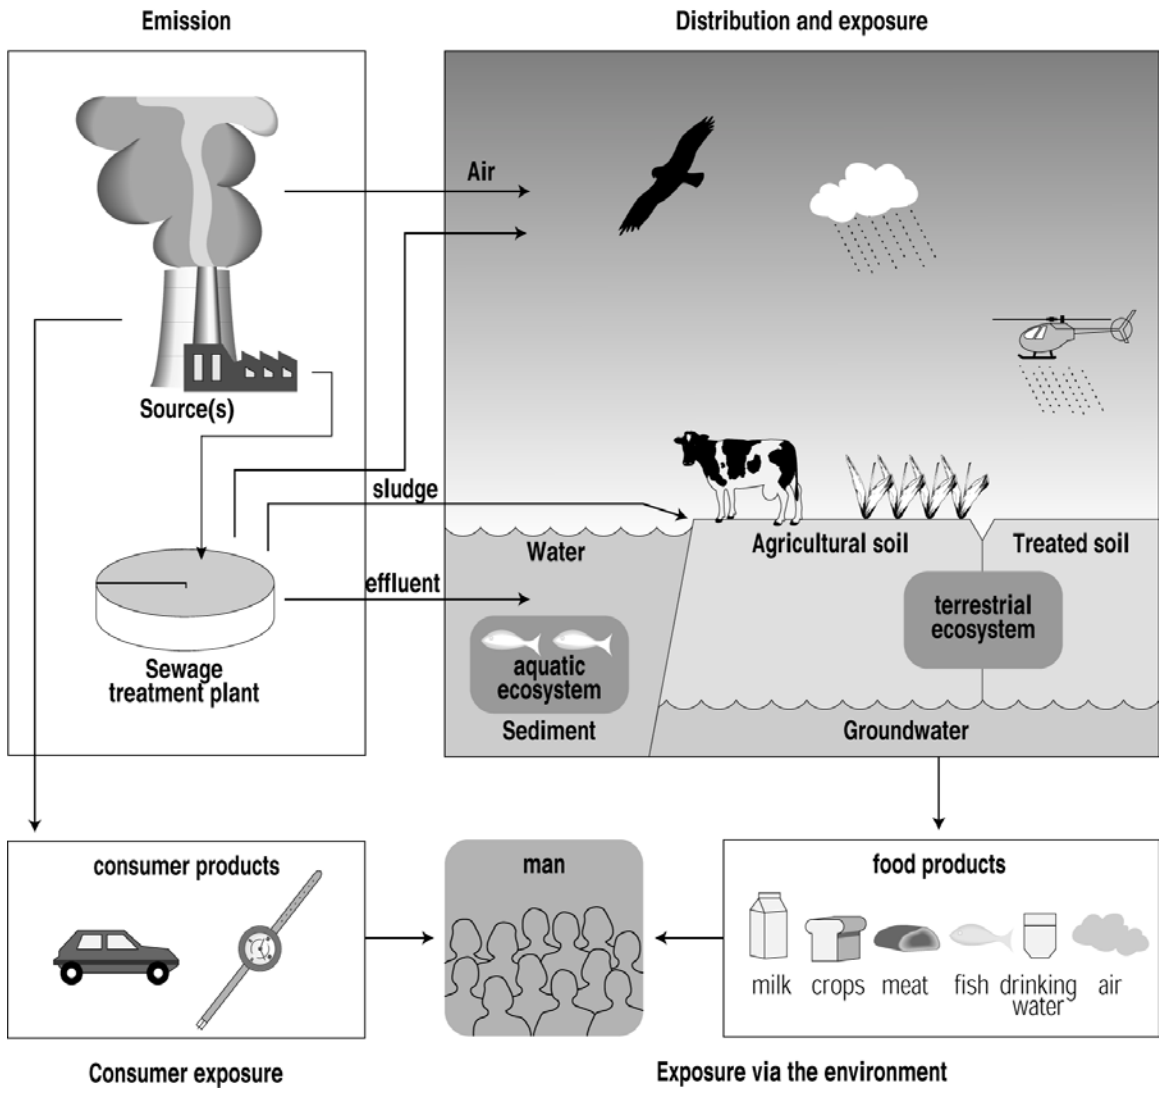 Emission
Distribution and exposure
Air
Source(s)
sludge
Water
Agricultural soil
Treated soil
effluent
terrestrial
ecosystem
aquatic
ecosystem
Sewage
treatment plant
Sediment
Groundwater
consumer products
man
food products
milk
crops
meat
fish
drinking
water
air
Consumer exposure
Exposure via the environment